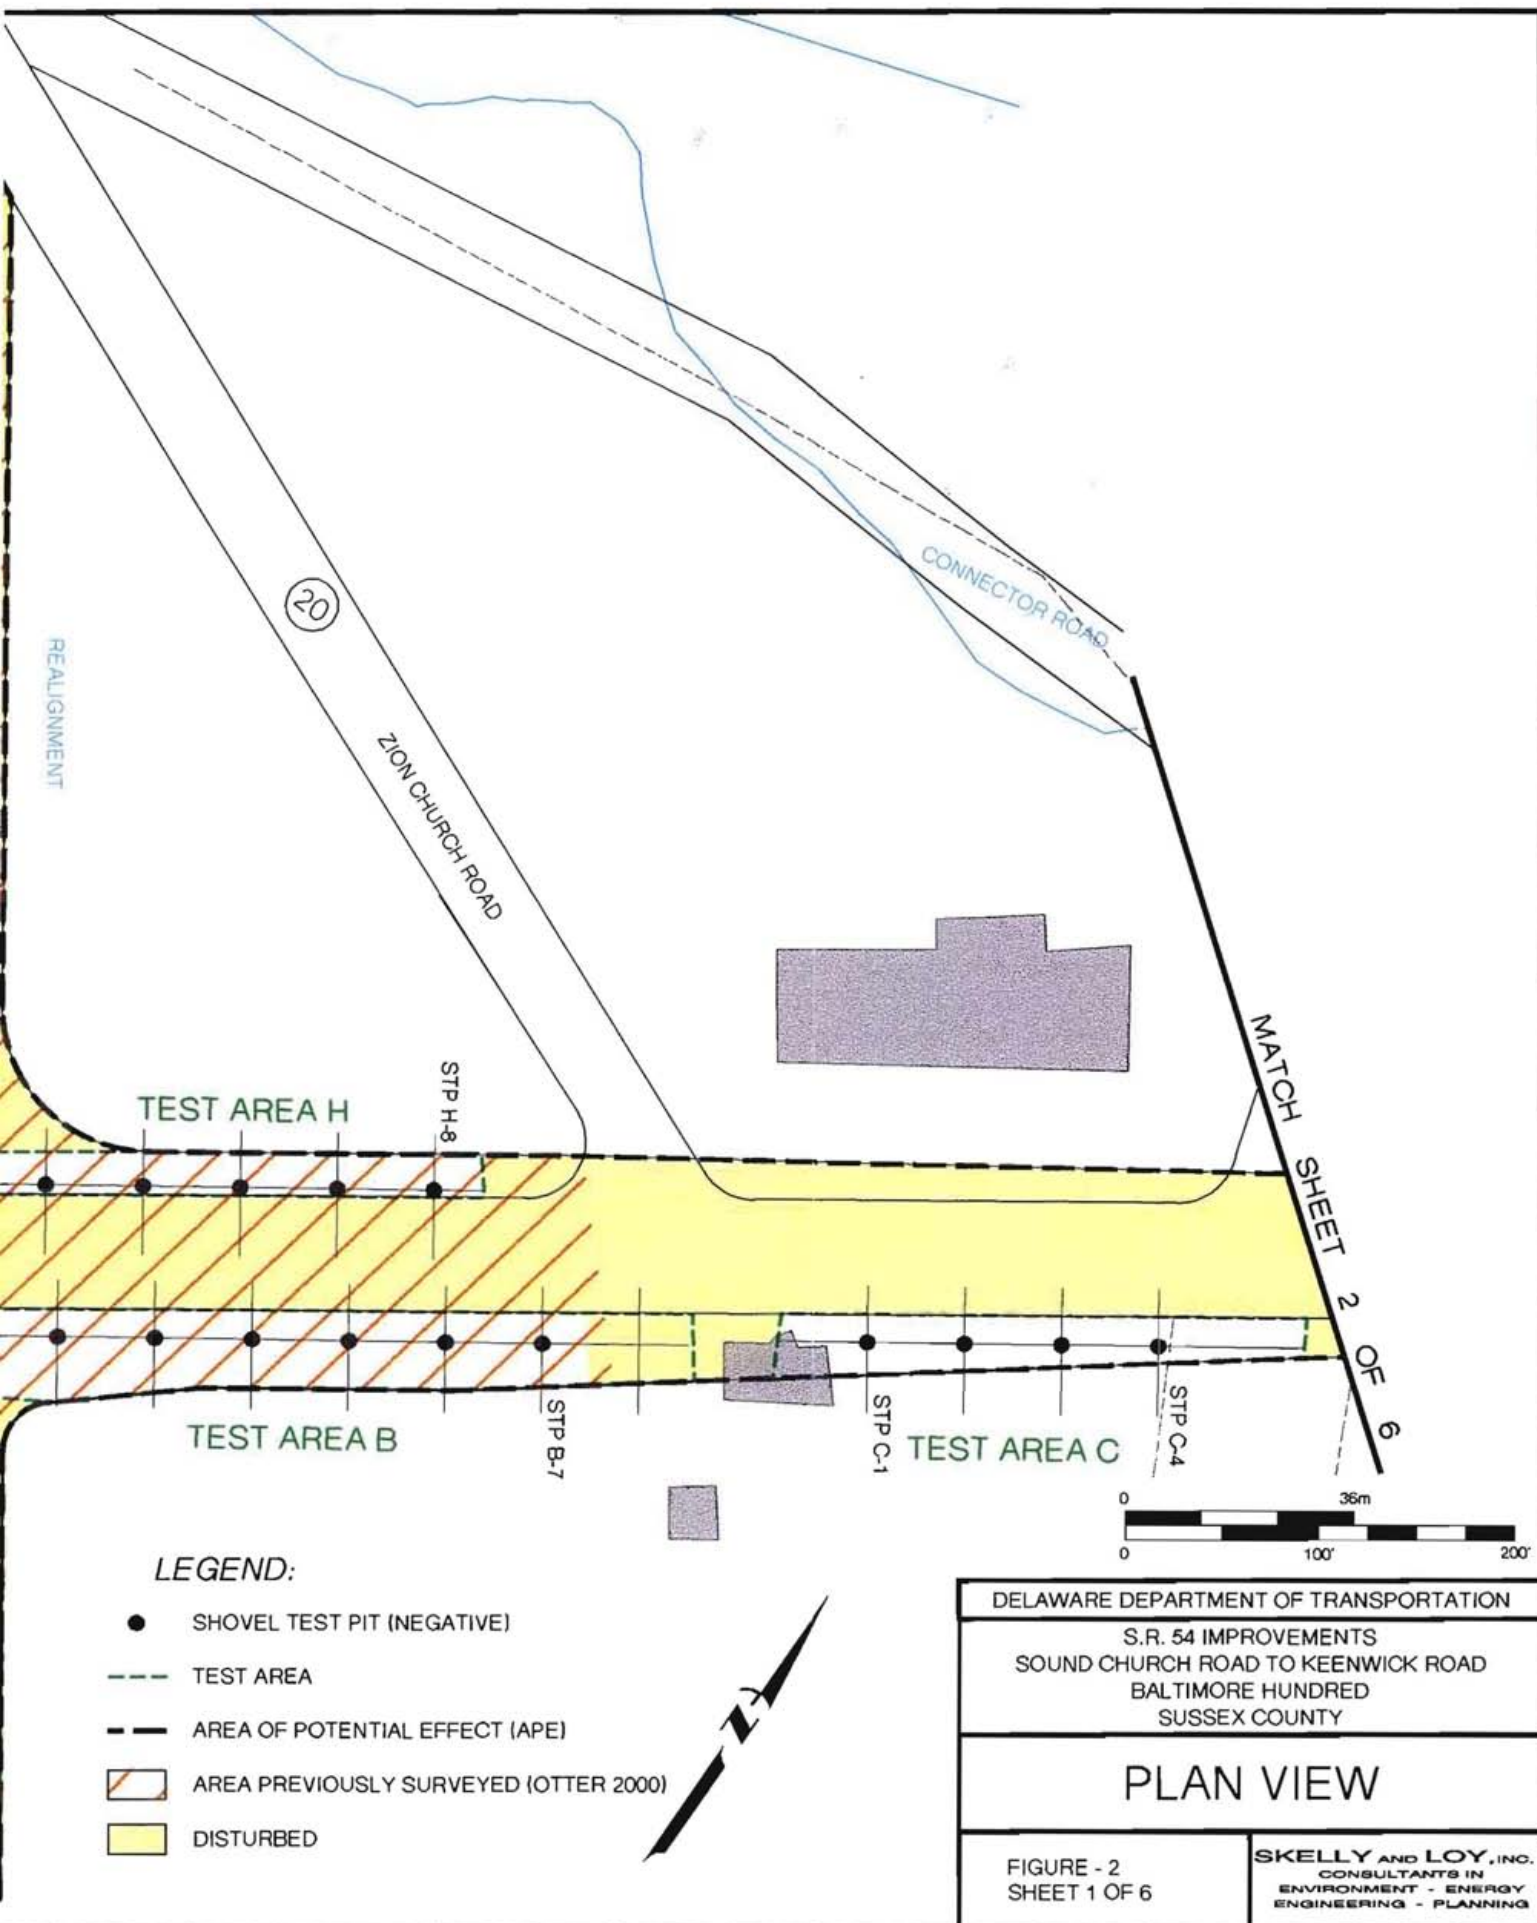 CONNECTOR ROAD
20
REALIGNMENT
ZION CHURCH ROAD
MATCH SHEET 2 OF 6
TEST AREA H
STP H-8
TEST AREA B
STP B-7
STP C-1
TEST AREA C
STP C-4
0 36m
0 100' 200'
LEGEND:
SHOVEL TEST PIT (NEGATIVE)
TEST AREA
AREA OF POTENTIAL EFFECT (APE)
AREA PREVIOUSLY SURVEYED (OTTER 2000)
DISTURBED
N
DELAWARE DEPARTMENT OF TRANSPORTATION
S.R. 54 IMPROVEMENTS
SOUND CHURCH ROAD TO KEENWICK ROAD
BALTIMORE HUNDRED
SUSSEX COUNTY
PLAN VIEW
FIGURE - 2
SHEET 1 OF 6
SKELLY AND LOY, INC.
CONSULTANTS IN
ENVIRONMENT - ENERGY
ENGINEERING - PLANNING